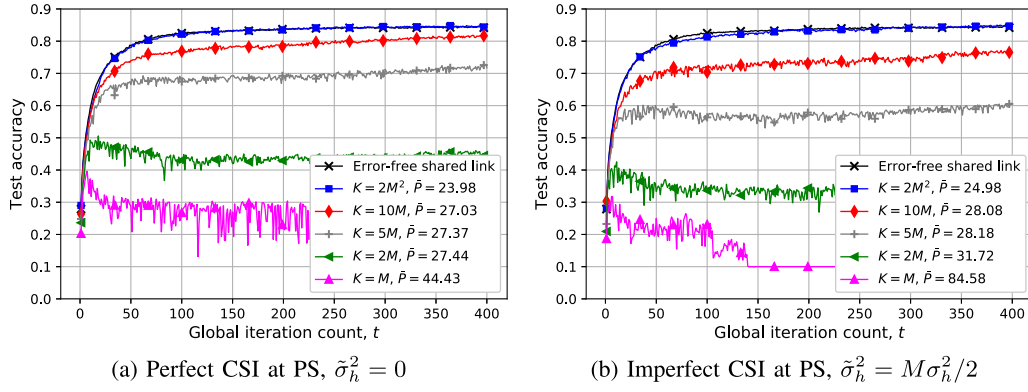 0.9
0.8
0.7
0.6
0.5
0.4
0.3
0.2
0.1
0.0
Test accuracy
0 50 100 150 200 250 300 350 400
Global iteration count, t
Error-free shared link
K = 2M², P̄ = 23.98
K = 10M, P̄ = 27.03
K = 5M, P̄ = 27.37
K = 2M, P̄ = 27.44
K = M, P̄ = 44.43
(a) Perfect CSI at PS, σ̃²ₕ = 0
0.9
0.8
0.7
0.6
0.5
0.4
0.3
0.2
0.1
0.0
Test accuracy
0 50 100 150 200 250 300 350 400
Global iteration count, t
Error-free shared link
K = 2M², P̄ = 24.98
K = 10M, P̄ = 28.08
K = 5M, P̄ = 28.18
K = 2M, P̄ = 31.72
K = M, P̄ = 84.58
(b) Imperfect CSI at PS, σ̃²ₕ = Mσ²ₕ/2